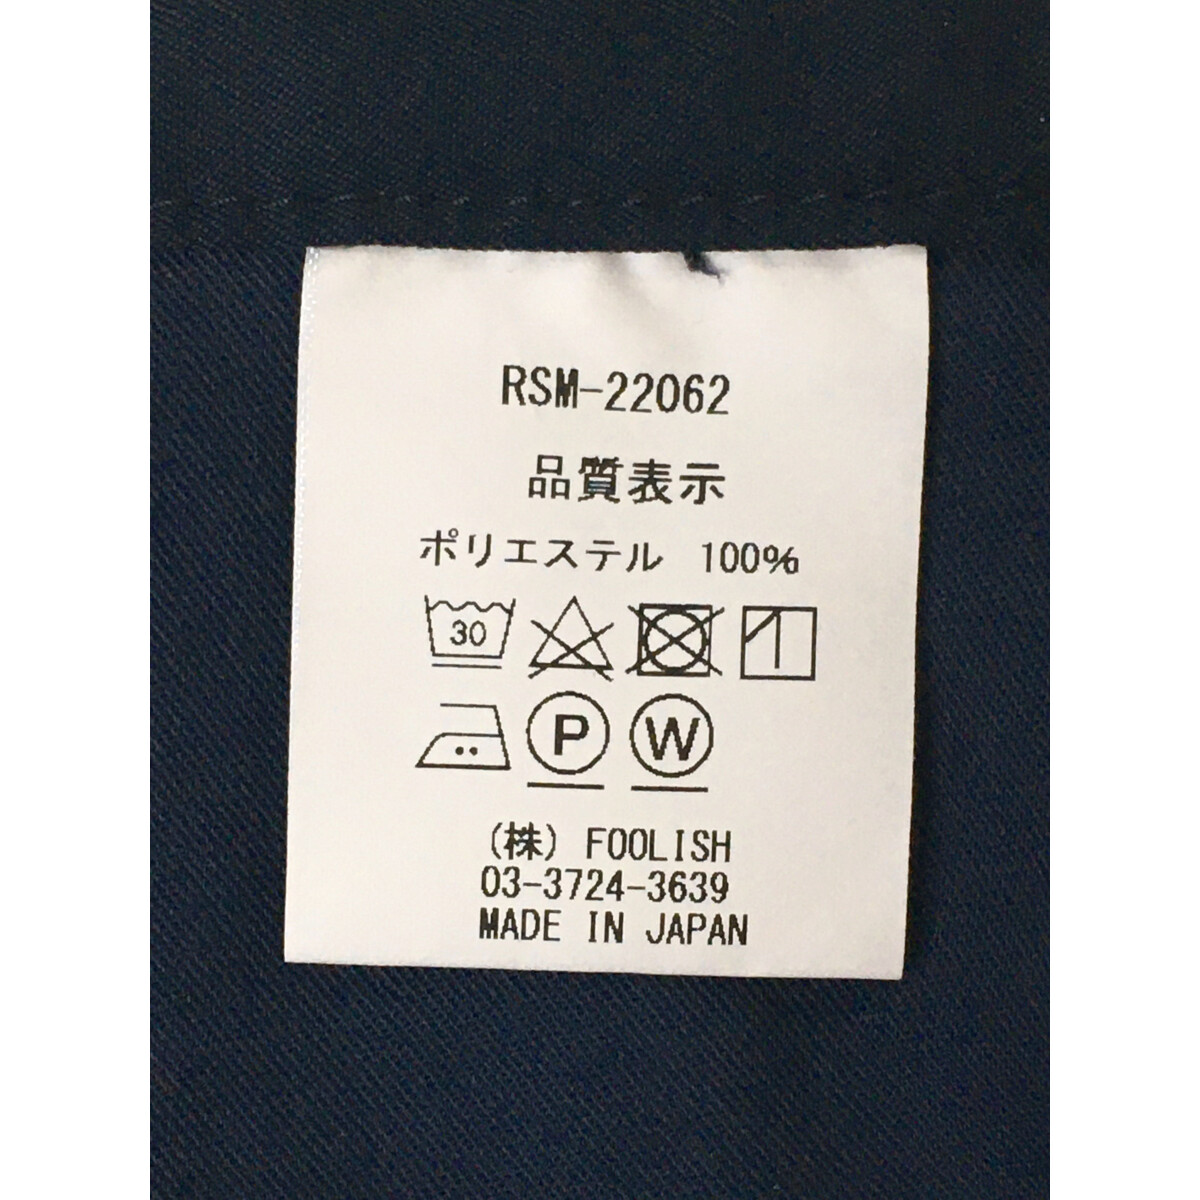 RSM-22062
品質表示
ポリエステル 100%
30
P W
(株) FOOLISH
03-3724-3639
MADE IN JAPAN